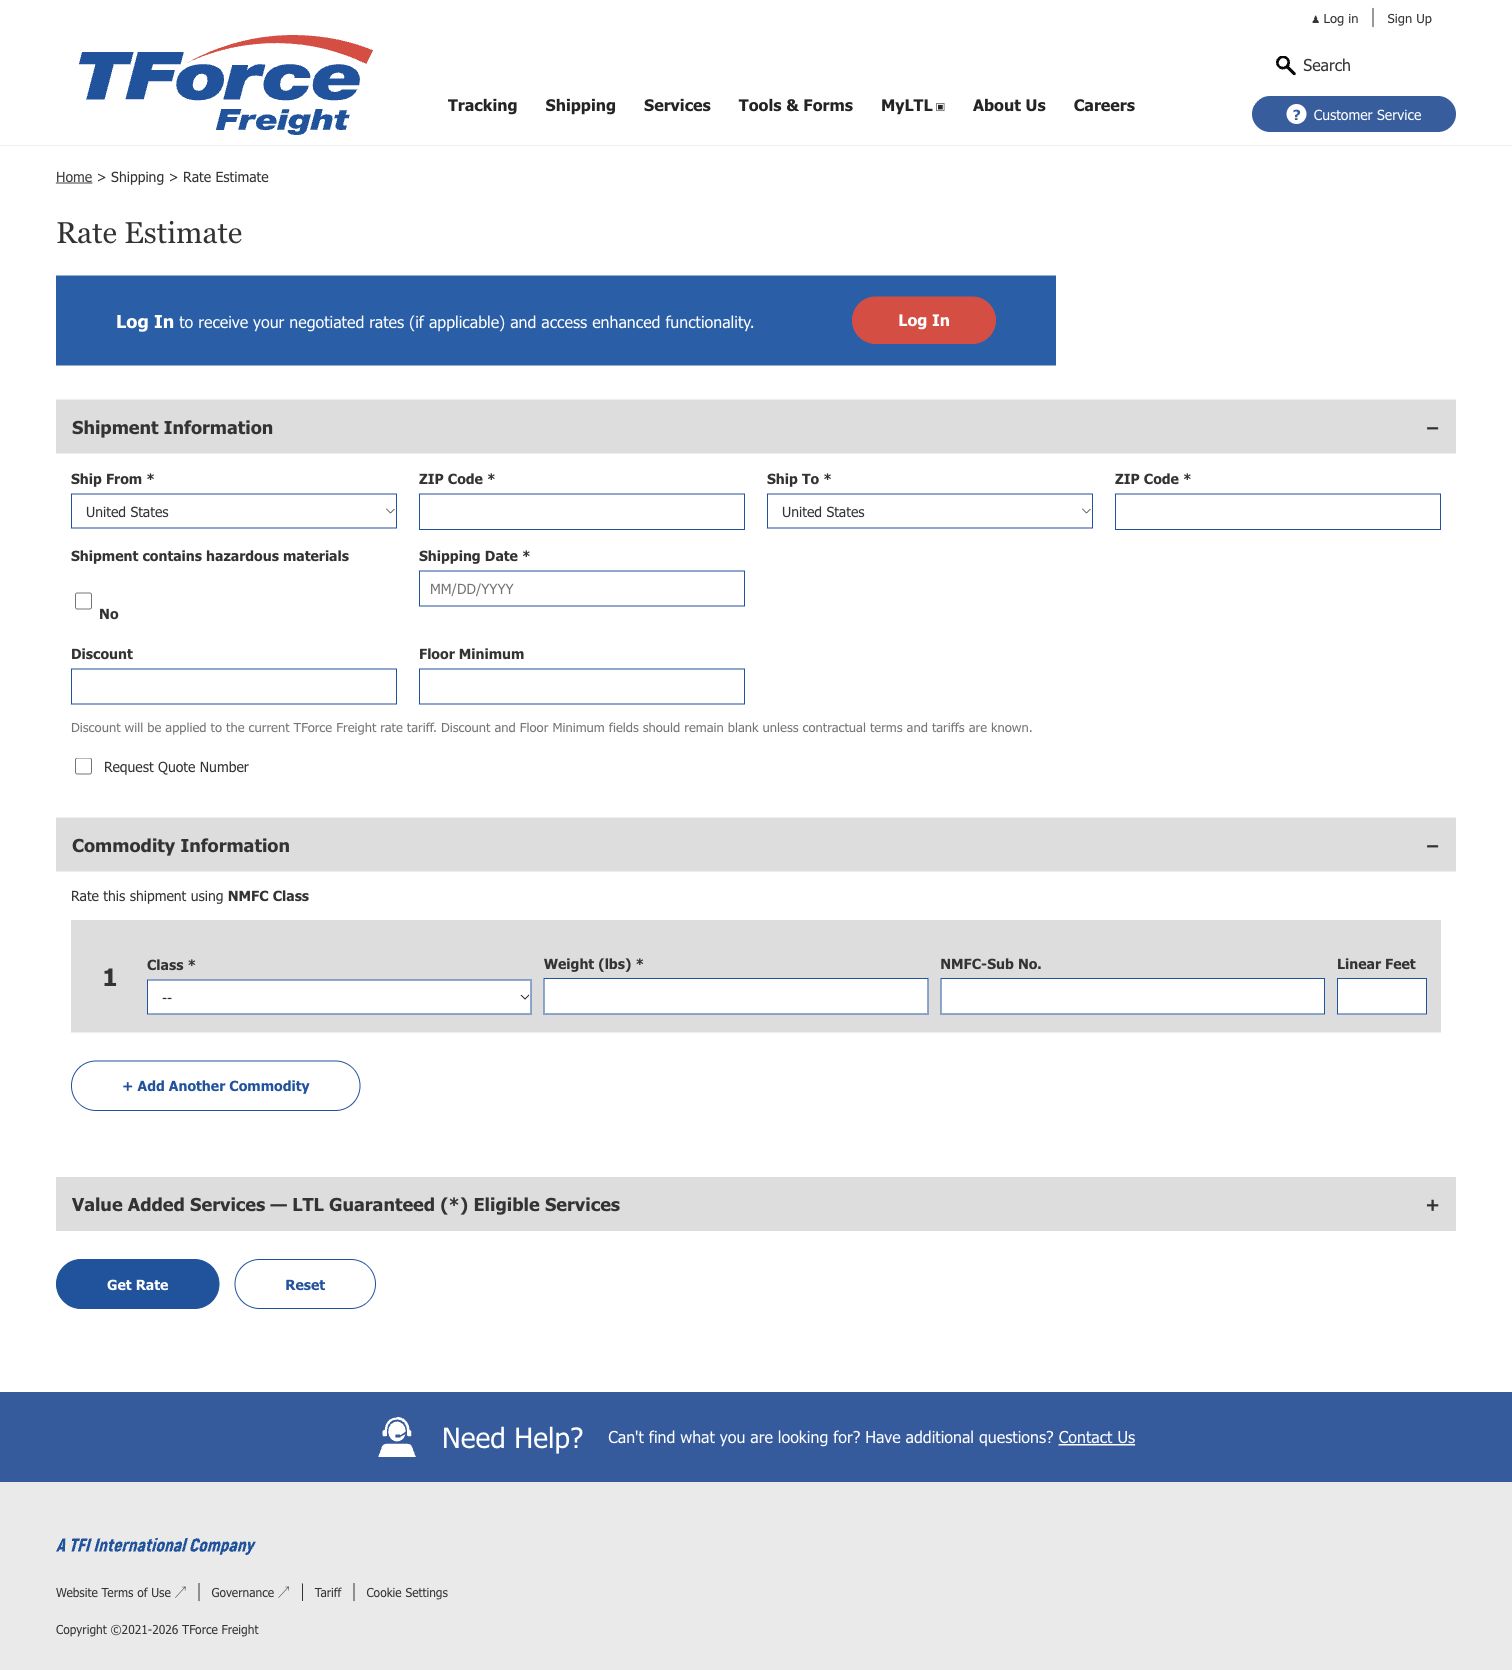 Log in
Sign Up
TForce
Freight
Search
Tracking Shipping Services Tools & Forms MyLTL About Us Careers
? Customer Service
Home > Shipping > Rate Estimate
Rate Estimate
Log In to receive your negotiated rates (if applicable) and access enhanced functionality.
Log In
Shipment Information −
Ship From * ZIP Code * Ship To * ZIP Code *
United States United States
Shipment contains hazardous materials Shipping Date *
MM/DD/YYYY
No
Discount Floor Minimum
Discount will be applied to the current TForce Freight rate tariff. Discount and Floor Minimum fields should remain blank unless contractual terms and tariffs are known.
Request Quote Number
Commodity Information −
Rate this shipment using NMFC Class
1 Class * Weight (lbs) * NMFC-Sub No. Linear Feet
--
+ Add Another Commodity
Value Added Services — LTL Guaranteed (*) Eligible Services +
Get Rate Reset
Need Help? Can't find what you are looking for? Have additional questions? Contact Us
A TFI International Company
Website Terms of Use Governance Tariff Cookie Settings
Copyright ©2021-2026 TForce Freight